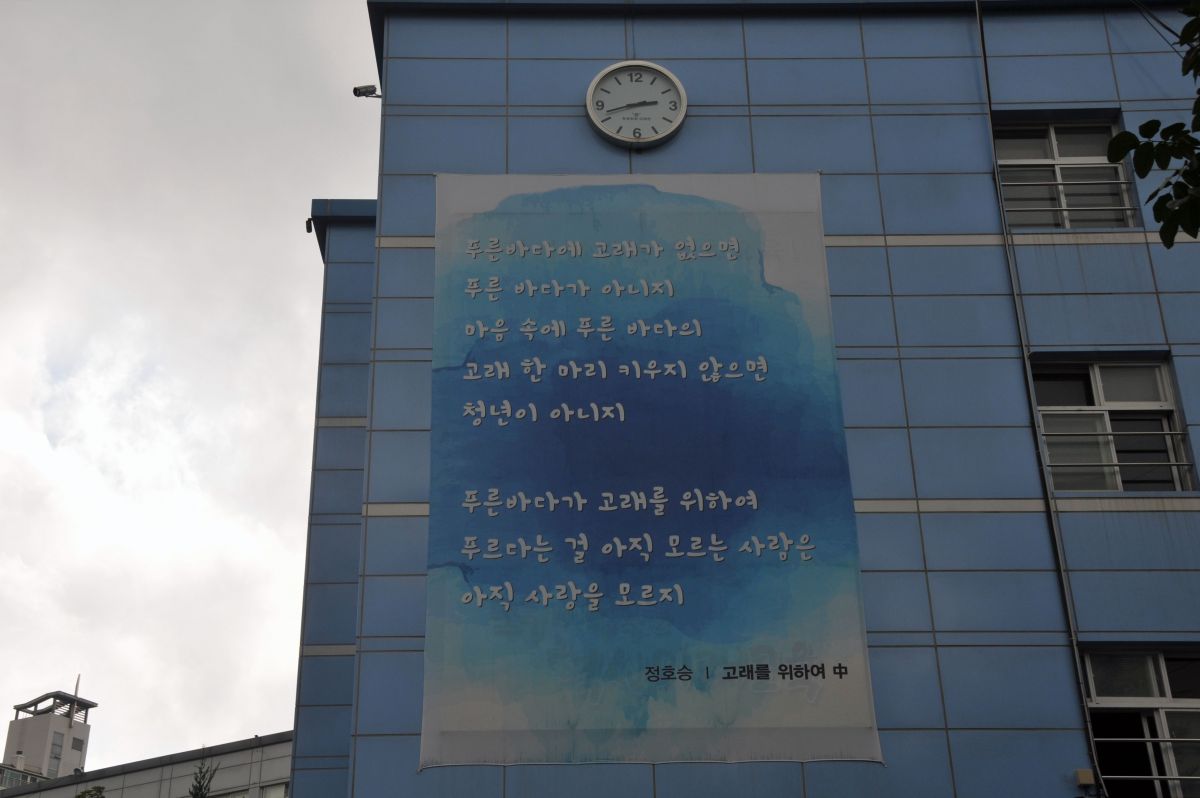 12
9 3
6
푸른바다에 고래가 없으면
푸른 바다가 아니지
마음 속에 푸른 바다의
고래 한 마리 키우지 않으면
청년이 아니지
푸른바다가 고래를 위하여
푸르다는 걸 아직 모르는 사람은
아직 사랑을 모르지
정호승 | 고래를 위하여 中